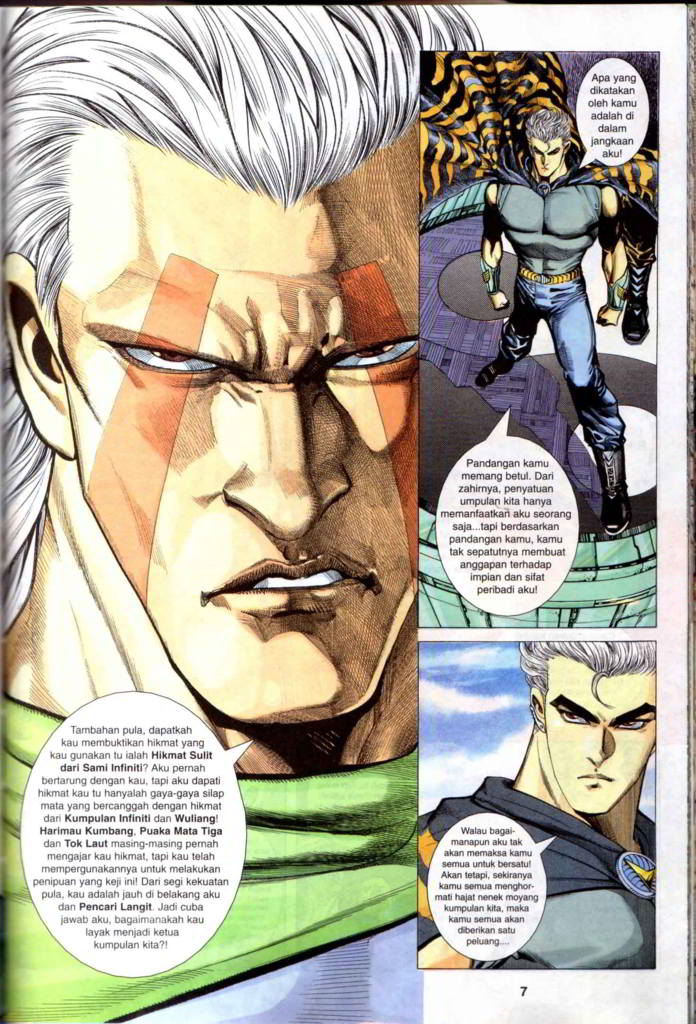 Tambahan pula, dapatkah
kau membuktikan hikmat yang
kau gunakan tu ialah Hikmat Sulit
dari Sami Infiniti? Aku pernah
bertarung dengan kau, tapi aku dapati
hikmat kau tu hanyalah gaya-gaya silap
mata yang bercanggah dengan hikmat
dari Kumpulan Infiniti dan Wuliang!
Harimau Kumbang, Puaka Mata Tiga
dan Tok Laut masing-masing pernah
mengajar kau hikmat, tapi kau telah
mempergunakannya untuk melakukan
penipuan yang keji ini! Dari segi kekuatan
pula, kau adalah jauh di belakang aku
dan Pencari Langit. Jadi cuba
jawab aku, bagaimanakah kau
layak menjadi ketua
kumpulan kita?!
Apa yang
dikatakan
oleh kamu
adalah di
dalam
jangkaan
aku!
Pandangan kamu
memang betul. Dari
zahirnya, penyatuan
umpulan kita hanya
memanfaatkan aku seorang
saja...tapi berdasarkan
pandangan kamu, kamu
tak sepatutnya membuat
anggapan terhadap
impian dan sifat
peribadi aku!
Walau bagai-
manapun aku tak
akan memaksa kamu
semua untuk bersatu!
Akan tetapi, sekiranya
kamu semua menghor-
mati hajat nenek moyang
kumpulan kita, maka
kamu semua akan
diberikan satu
peluang....
7